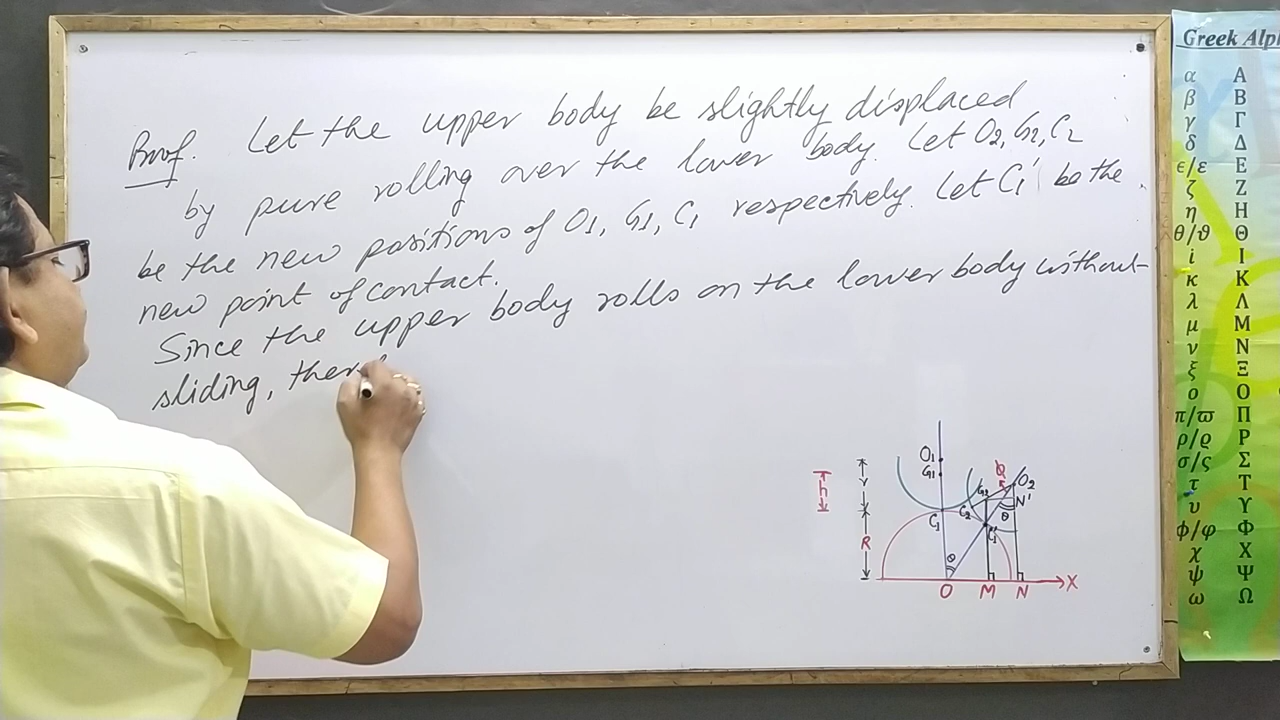 Proof. Let the upper body be slightly displaced
by pure rolling over the lower body. Let O2, G2, C2
be the new positions of O1, G1, C1 respectively. Let C1' be the
new point of contact.
Since the upper body rolls on the lower body without
sliding, ther
O1
G1
r
h
R
C1
G2
C2
C1'
φ
O2
N'
θ
θ
O
M
N
X
Greek Alph
α Α
β Β
γ Γ
δ Δ
ϵ/ε Ε
ζ Ζ
η Η
θ/ϑ Θ
i Ι
κ Κ
λ Λ
μ Μ
ν Ν
ξ Ξ
o Ο
π/ϖ Π
ρ/ϱ Ρ
σ/ς Σ
τ Τ
υ Υ
ϕ/φ Φ
χ Χ
ψ Ψ
ω Ω